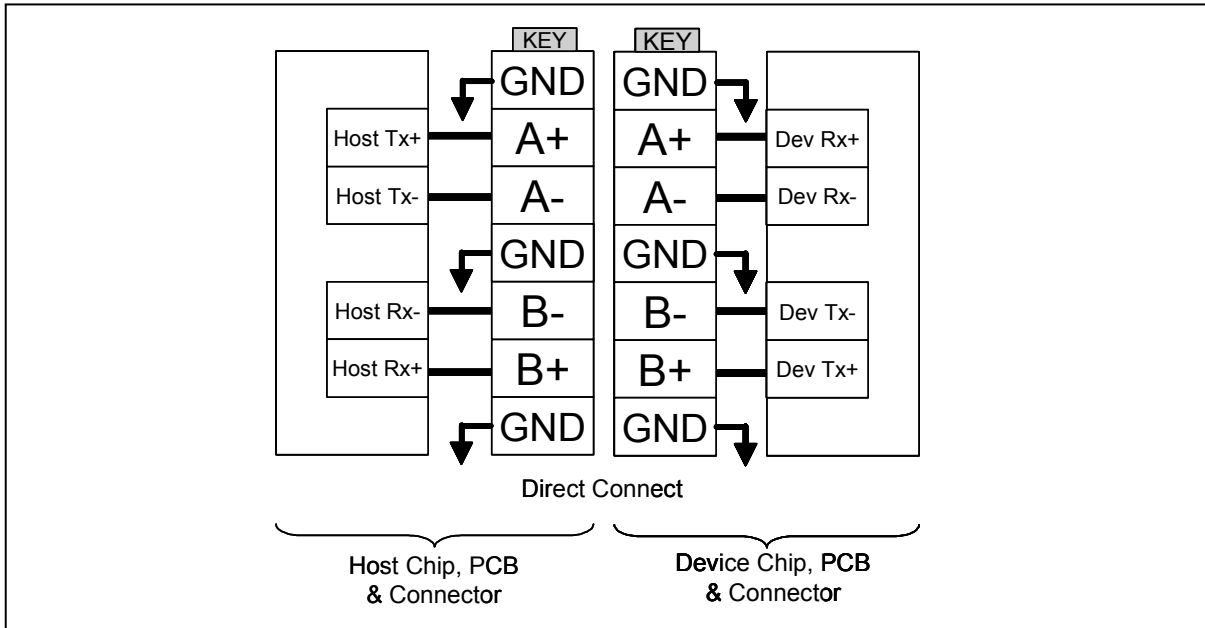 KEY KEY
GND GND
Host Tx+ A+ A+ Dev Rx+
Host Tx- A- A- Dev Rx-
GND GND
Host Rx- B- B- Dev Tx-
Host Rx+ B+ B+ Dev Tx+
GND GND
Direct Connect
Host Chip, PCB
& Connector
Device Chip, PCB
& Connector